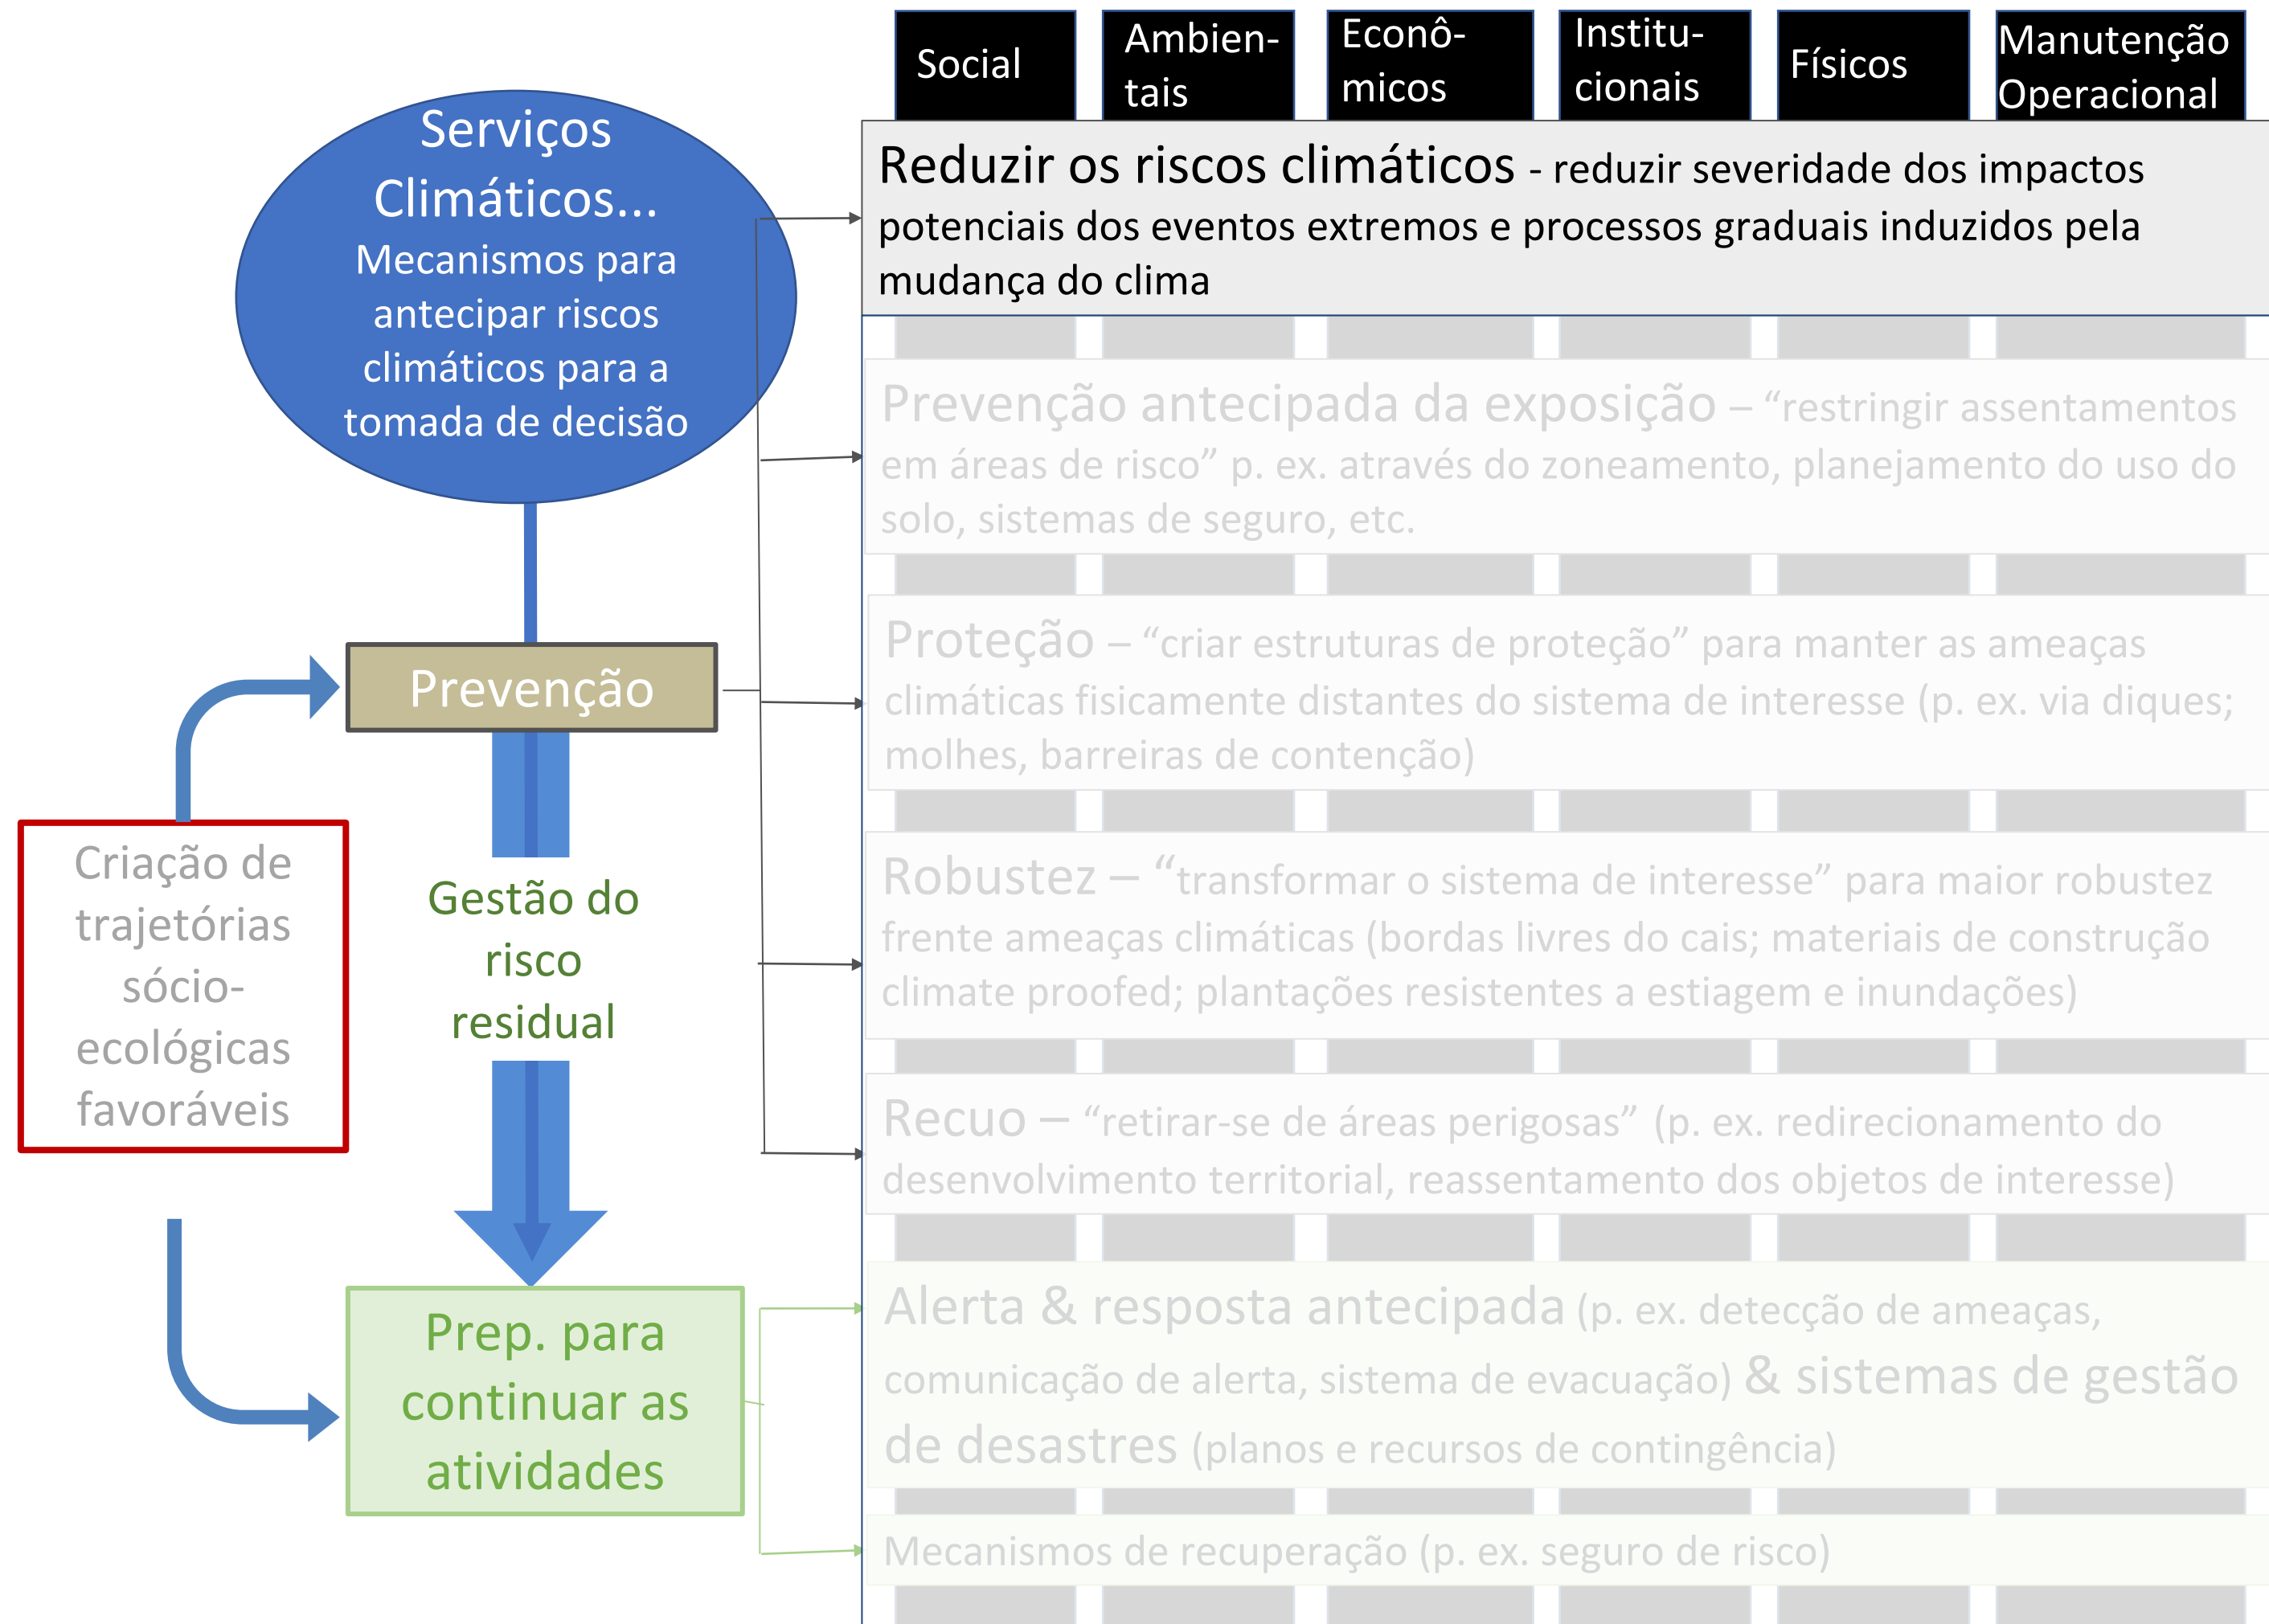 Social
Ambien-
tais
Econô-
micos
Institu-
cionais
Físicos
Manutenção
Operacional
Serviços
Climáticos...
Mecanismos para
antecipar riscos
climáticos para a
tomada de decisão
Reduzir os riscos climáticos - reduzir severidade dos impactos
potenciais dos eventos extremos e processos graduais induzidos pela
mudança do clima
Prevenção antecipada da exposição – “restringir assentamentos
em áreas de risco” p. ex. através do zoneamento, planejamento do uso do
solo, sistemas de seguro, etc.
Prevenção
Proteção – “criar estruturas de proteção” para manter as ameaças
climáticas fisicamente distantes do sistema de interesse (p. ex. via diques;
molhes, barreiras de contenção)
Criação de
trajetórias
sócio-
ecológicas
favoráveis
Gestão do
risco
residual
Robustez – “transformar o sistema de interesse” para maior robustez
frente ameaças climáticas (bordas livres do cais; materiais de construção
climate proofed; plantações resistentes a estiagem e inundações)
Recuo – “retirar-se de áreas perigosas” (p. ex. redirecionamento do
desenvolvimento territorial, reassentamento dos objetos de interesse)
Prep. para
continuar as
atividades
Alerta & resposta antecipada (p. ex. detecção de ameaças,
comunicação de alerta, sistema de evacuação) & sistemas de gestão
de desastres (planos e recursos de contingência)
Mecanismos de recuperação (p. ex. seguro de risco)